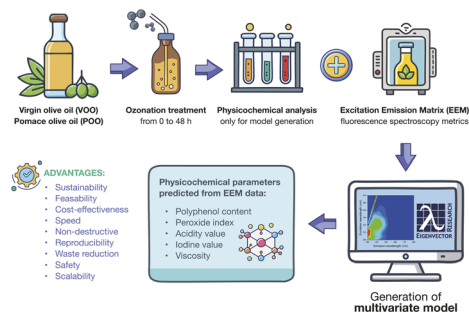 Virgin olive oil (VOO)
Pomace olive oil (POO)
Ozonation treatment
from 0 to 48 h
Physicochemical analysis
only for model generation
Excitation Emission Matrix (EEM)
fluorescence spectroscopy metrics
ADVANTAGES:
• Sustainability
• Feasability
• Cost-effectiveness
• Speed
• Non-destructive
• Reproducibility
• Waste reduction
• Safety
• Scalability
Physicochemical parameters
predicted from EEM data:
• Polyphenol content
• Peroxide index
• Acidity value
• Iodine value
• Viscosity
λ
EIGENVECTOR
RESEARCH
Generation of
multivariate model